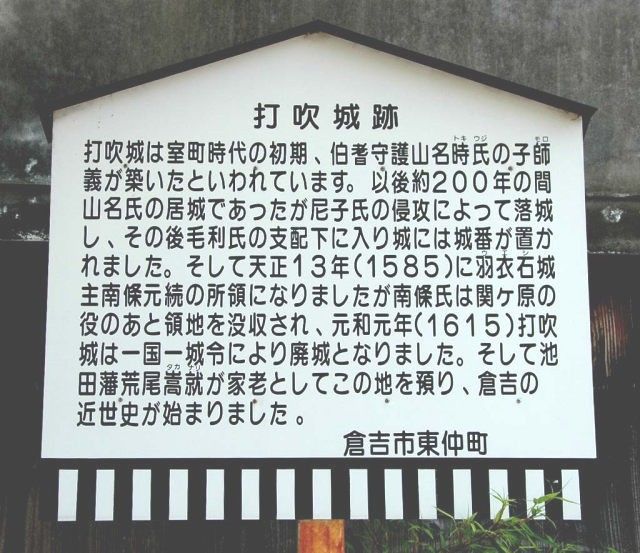 打吹城跡
打吹城は室町時代の初期、伯耆守護山名時氏の子師
義が築いたといわれています。以後約200年の間
山名氏の居城であったが尼子氏の侵攻によって落城
し、その後毛利氏の支配下に入り城には城番が置か
れました。そして天正13年(1585)に羽衣石城
主南條元続の所領になりましたが南條氏は関ヶ原の
役のあと領地を没収され、元和元年(1615)打吹
城は一国一城令により廃城となりました。そして池
田藩荒尾嵩就が家老としてこの地を預り、倉吉の
近世史が始まりました。
倉吉市東仲町